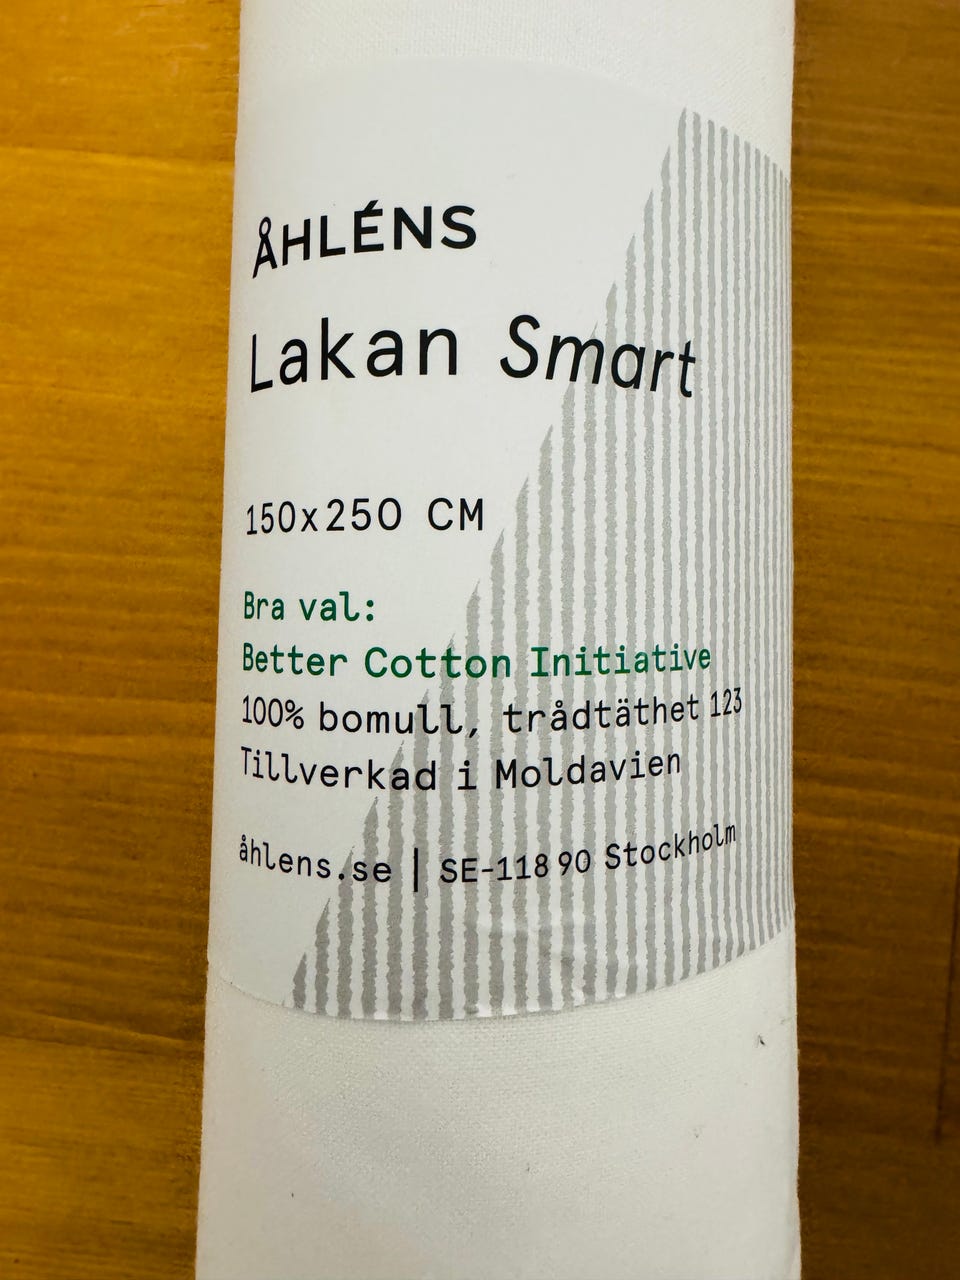 ÅHLÉNS
Lakan Smart
150x250 CM
Bra val:
Better Cotton Initiative
100% bomull, trådtäthet 123
Tillverkad i Moldavien
åhlens.se | SE-118 90 Stockholm